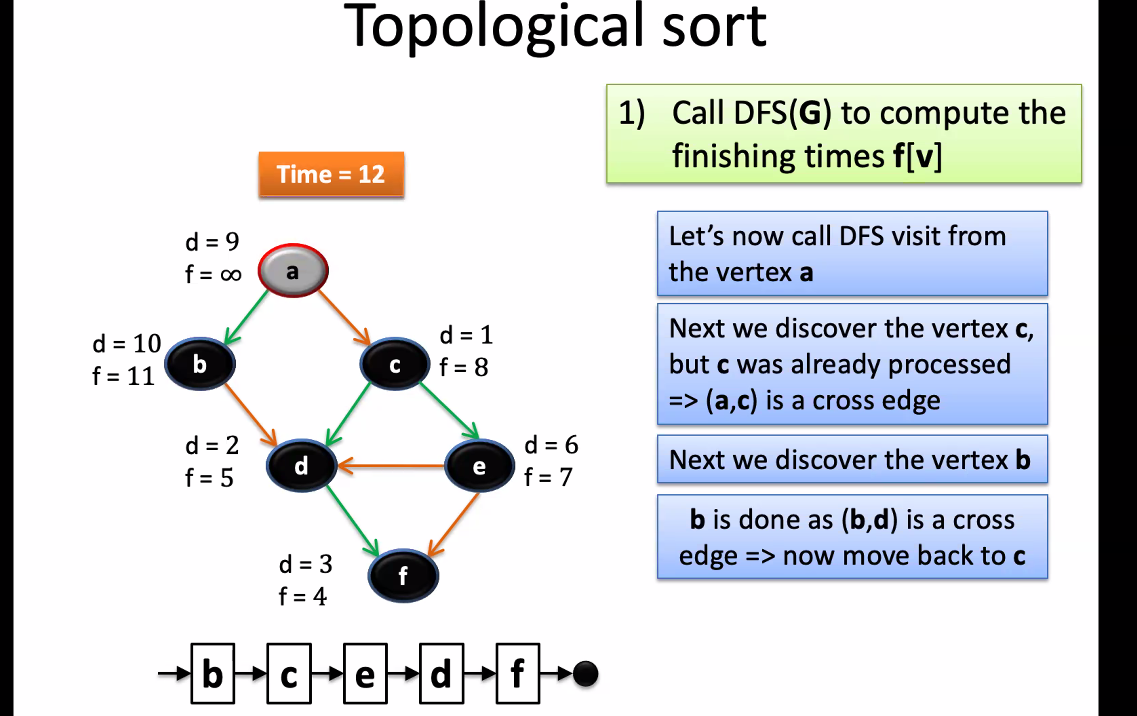 Topological sort
1) Call DFS(G) to compute the
finishing times f[v]
Time = 12
Let’s now call DFS visit from
the vertex a
Next we discover the vertex c,
but c was already processed
=> (a,c) is a cross edge
Next we discover the vertex b
b is done as (b,d) is a cross
edge => now move back to c
d = 9
f = ∞
a
d = 10
f = 11
b
c
d = 1
f = 8
d = 2
f = 5
d
e
d = 6
f = 7
d = 3
f = 4
f
b c e d f